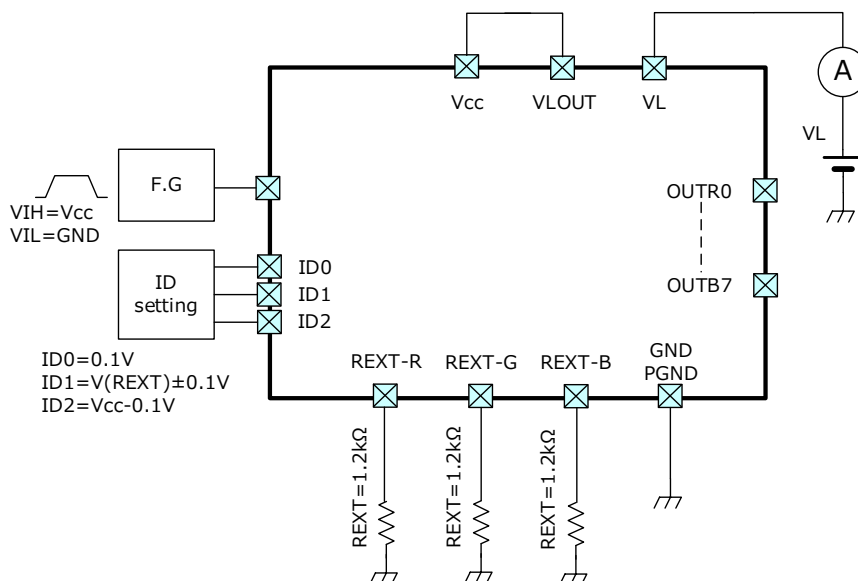 A
Vcc
VLOUT
VL
VL
F.G
OUTR0
VIH=Vcc
VIL=GND
ID
setting
ID0
ID1
ID2
OUTB7
ID0=0.1V
ID1=V(REXT)±0.1V
ID2=Vcc-0.1V
REXT-R
REXT-G
REXT-B
GND
PGND
REXT=1.2kΩ
REXT=1.2kΩ
REXT=1.2kΩ